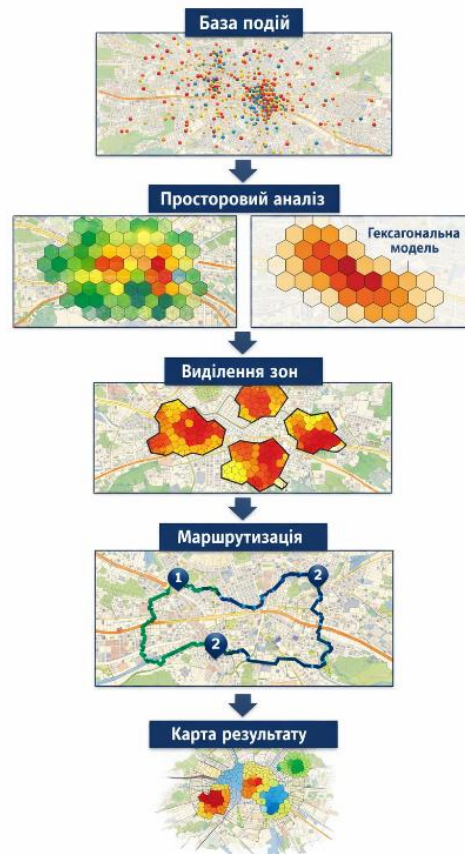 База подій
Просторовий аналіз
Гексагональна
модель
Виділення зон
Маршрутизація
1
2
2
Карта результату